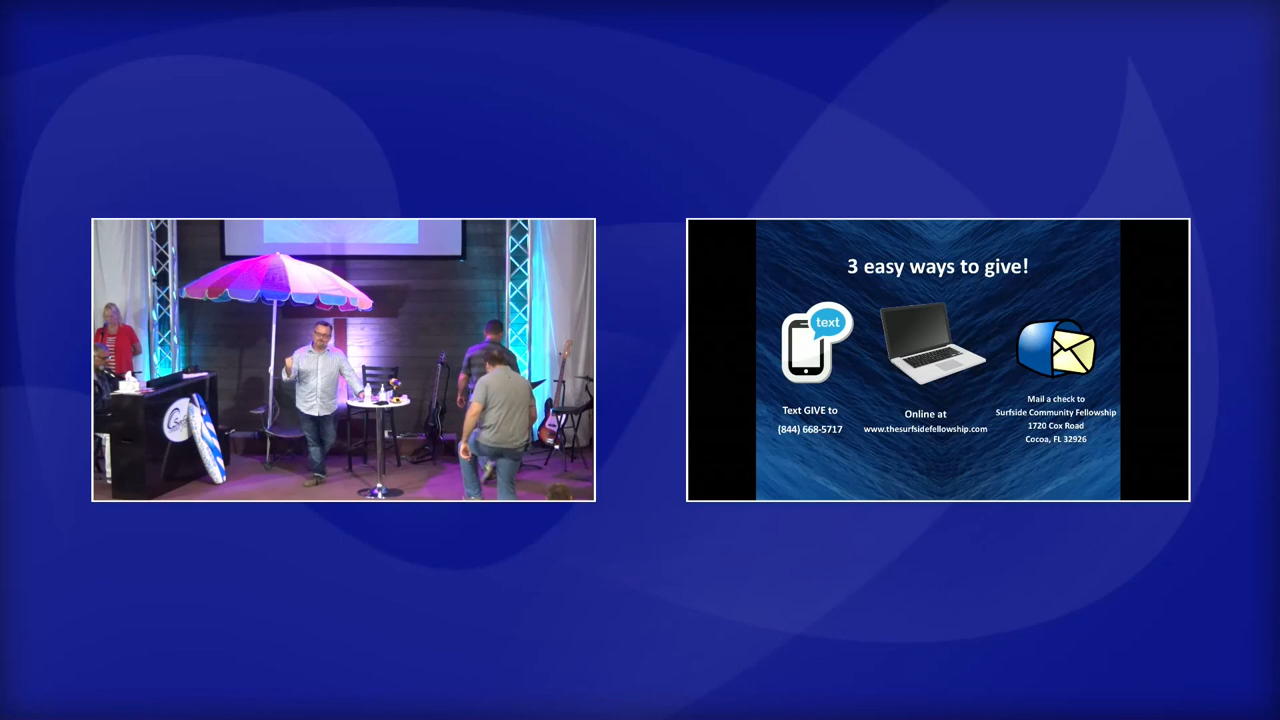 3 easy ways to give!
text
Text GIVE to
(844) 668-5717
Online at
www.thesurfsidefellowship.com
Mail a check to
Surfside Community Fellowship
1720 Cox Road
Cocoa, FL 32926